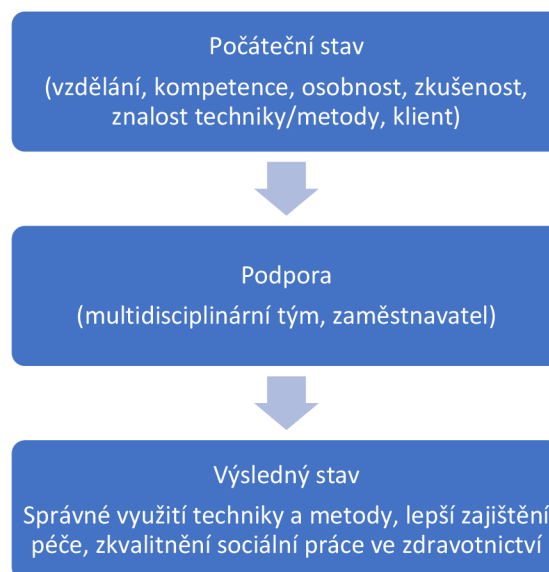 Počáteční stav
(vzdělání, kompetence, osobnost, zkušenost,
znalost techniky/metody, klient)
Podpora
(multidisciplinární tým, zaměstnavatel)
Výsledný stav
Správné využití techniky a metody, lepší zajištění
péče, zkvalitnění sociální práce ve zdravotnictví